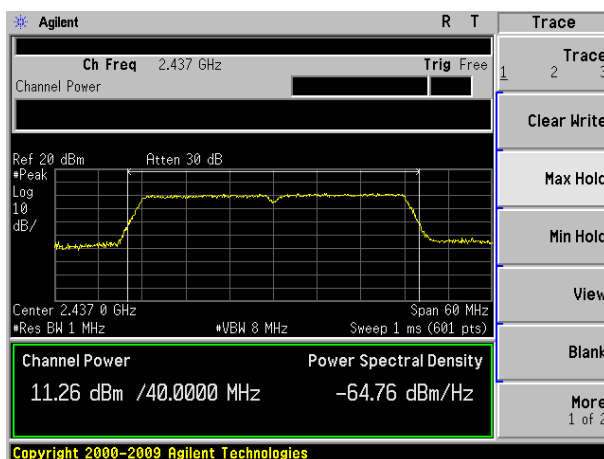 Agilent R T Trace
Ch Freq 2.437 GHz Trig Free
Channel Power
Trace
1 2 3
Clear Write
Ref 20 dBm Atten 30 dB
#Peak
Log
10
dB/
Max Hold
Min Hold
View
Center 2.437 0 GHz Span 60 MHz
#Res BW 1 MHz #VBW 8 MHz Sweep 1 ms (601 pts)
Blank
Channel Power Power Spectral Density
11.26 dBm /40.0000 MHz -64.76 dBm/Hz
More
1 of 2
Copyright 2000-2009 Agilent Technologies